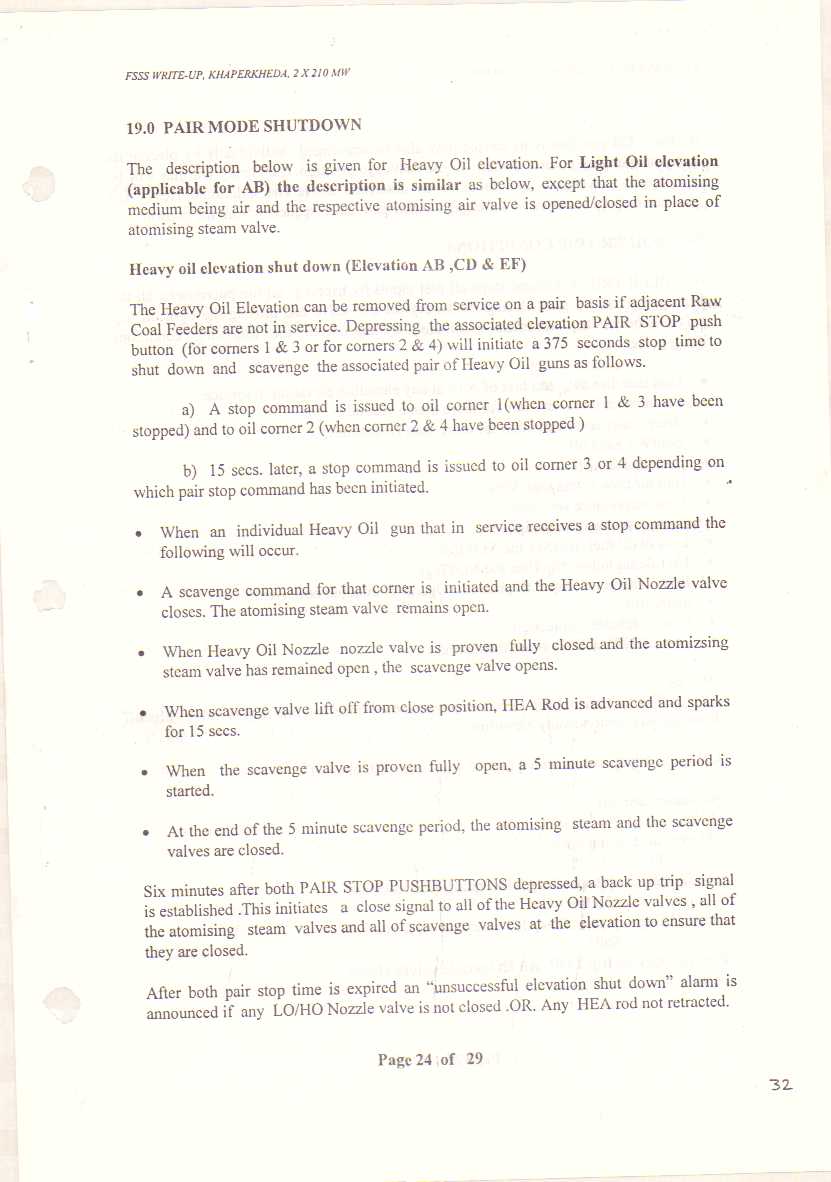 FSSS WRITE-UP, KHAPERKHEDA, 2 X 210 MW
19.0 PAIR MODE SHUTDOWN
The description below is given for Heavy Oil elevation. For Light Oil elevation
(applicable for AB) the description is similar as below, except that the atomising
medium being air and the respective atomising air valve is opened/closed in place of
atomising steam valve.
Heavy oil elevation shut down (Elevation AB ,CD & EF)
The Heavy Oil Elevation can be removed from service on a pair basis if adjacent Raw
Coal Feeders are not in service. Depressing the associated elevation PAIR STOP push
button (for corners 1 & 3 or for corners 2 & 4) will initiate a 375 seconds stop time to
shut down and scavenge the associated pair of Heavy Oil guns as follows.
a) A stop command is issued to oil corner 1(when corner 1 & 3 have been
stopped) and to oil corner 2 (when corner 2 & 4 have been stopped )
b) 15 secs. later, a stop command is issued to oil corner 3 or 4 depending on
which pair stop command has been initiated.
• When an individual Heavy Oil gun that in service receives a stop command the
following will occur.
• A scavenge command for that corner is initiated and the Heavy Oil Nozzle valve
closes. The atomising steam valve remains open.
• When Heavy Oil Nozzle nozzle valve is proven fully closed and the atomizsing
steam valve has remained open , the scavenge valve opens.
• When scavenge valve lift off from close position, HEA Rod is advanced and sparks
for 15 secs.
• When the scavenge valve is proven fully open, a 5 minute scavenge period is
started.
• At the end of the 5 minute scavenge period, the atomising steam and the scavenge
valves are closed.
Six minutes after both PAIR STOP PUSHBUTTONS depressed, a back up trip signal
is established .This initiates a close signal to all of the Heavy Oil Nozzle valves , all of
the atomising steam valves and all of scavenge valves at the elevation to ensure that
they are closed.
After both pair stop time is expired an “unsuccessful elevation shut down” alarm is
announced if any LO/HO Nozzle valve is not closed .OR. Any HEA rod not retracted.
Page 24 of 29
32